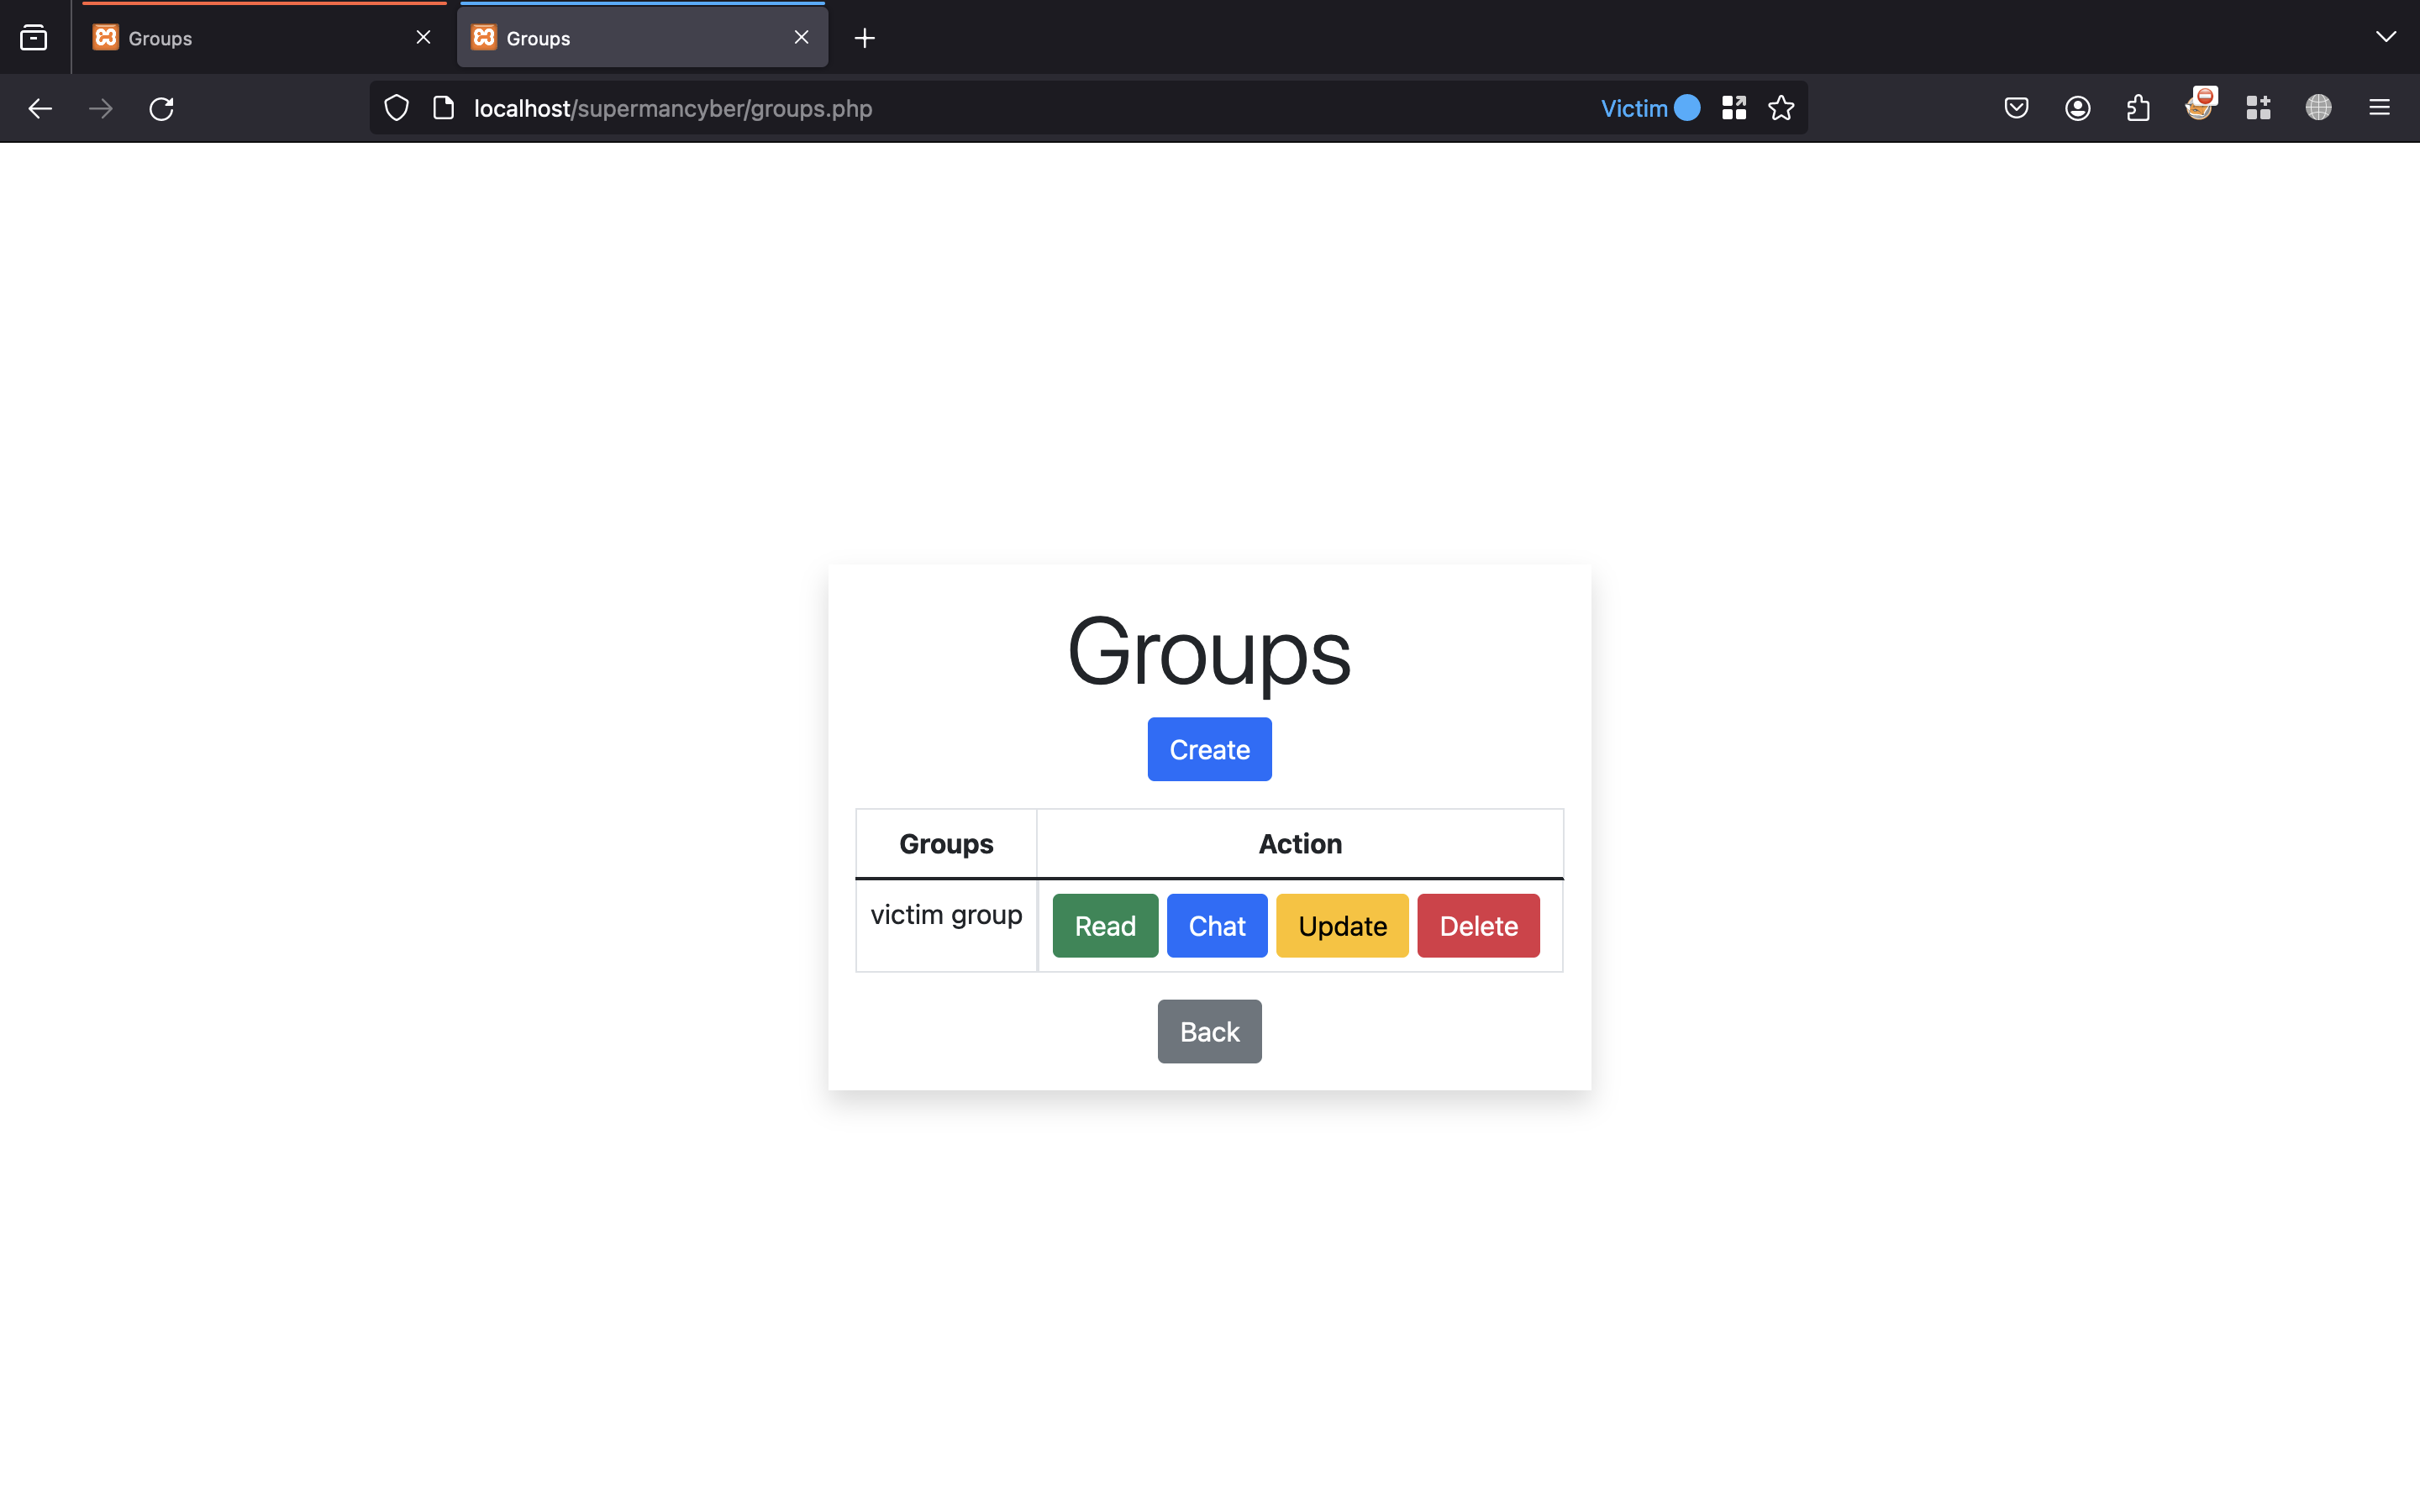 Groups Groups
localhost/supermancyber/groups.php Victim
Groups
Create
Groups Action
victim group Read Chat Update Delete
Back